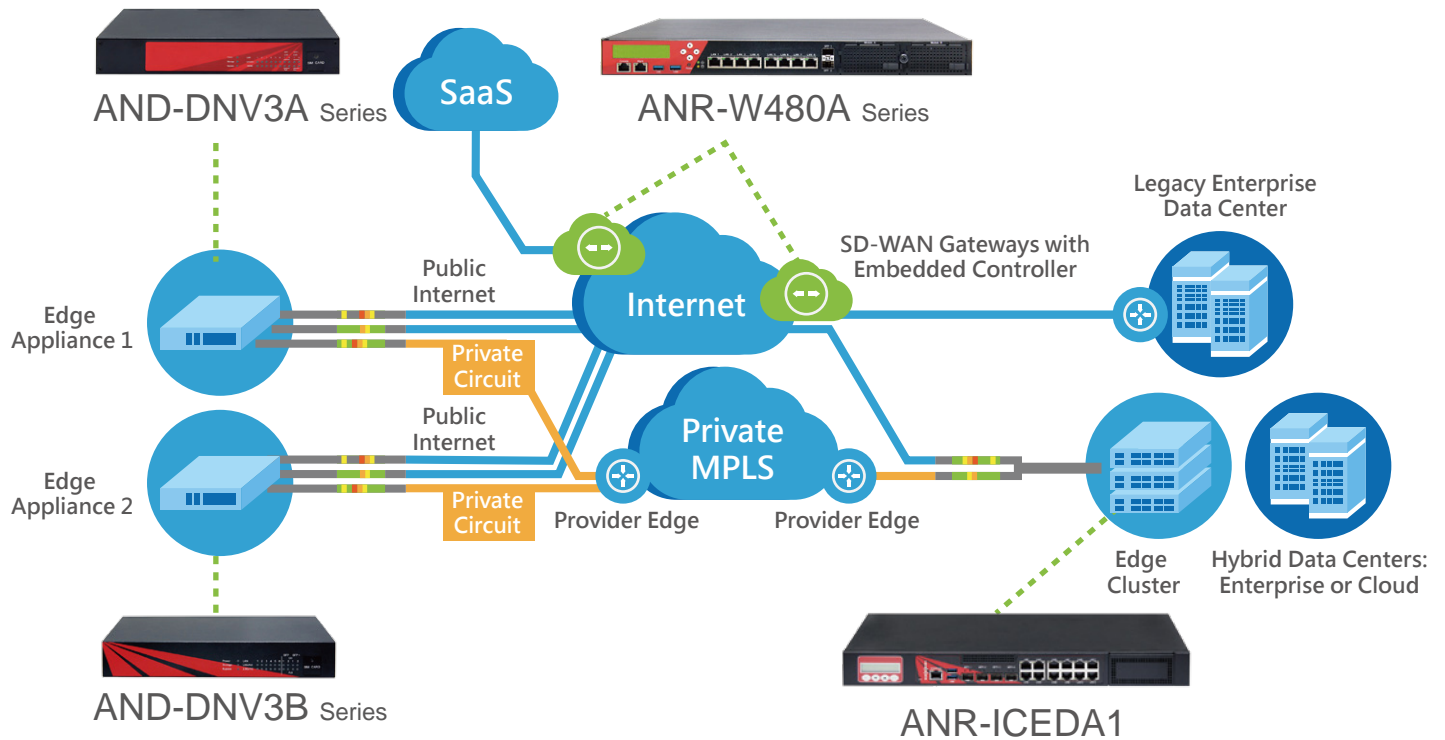 AND-DNV3A Series
SaaS
ANR-W480A Series
Legacy Enterprise
Data Center
SD-WAN Gateways with
Embedded Controller
Public
Internet
Internet
Edge
Appliance 1
Private
Circuit
Public
Internet
Private
MPLS
Edge
Appliance 2
Private
Circuit
Provider Edge
Provider Edge
Edge
Cluster
Hybrid Data Centers:
Enterprise or Cloud
AND-DNV3B Series
ANR-ICEDA1